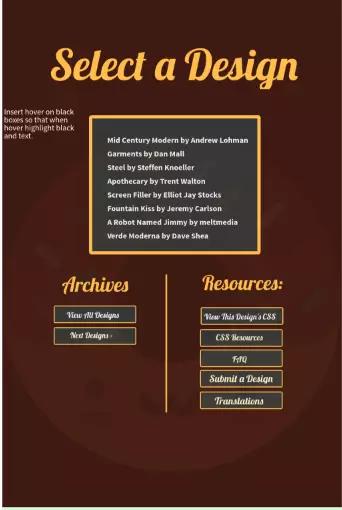 Select a Design
Insert hover on black
boxes so that when
hover highlight black
and text.
Mid Century Modern by Andrew Lohman
Garments by Dan Mall
Steel by Steffen Knoeller
Apothecary by Trent Walton
Screen Filler by Elliot Jay Stocks
Fountain Kiss by Jeremy Carlson
A Robot Named Jimmy by meltmedia
Verde Moderna by Dave Shea
Archives
View All Designs
Next Designs ›
Resources:
View This Design's CSS
CSS Resources
FAQ
Submit a Design
Translations